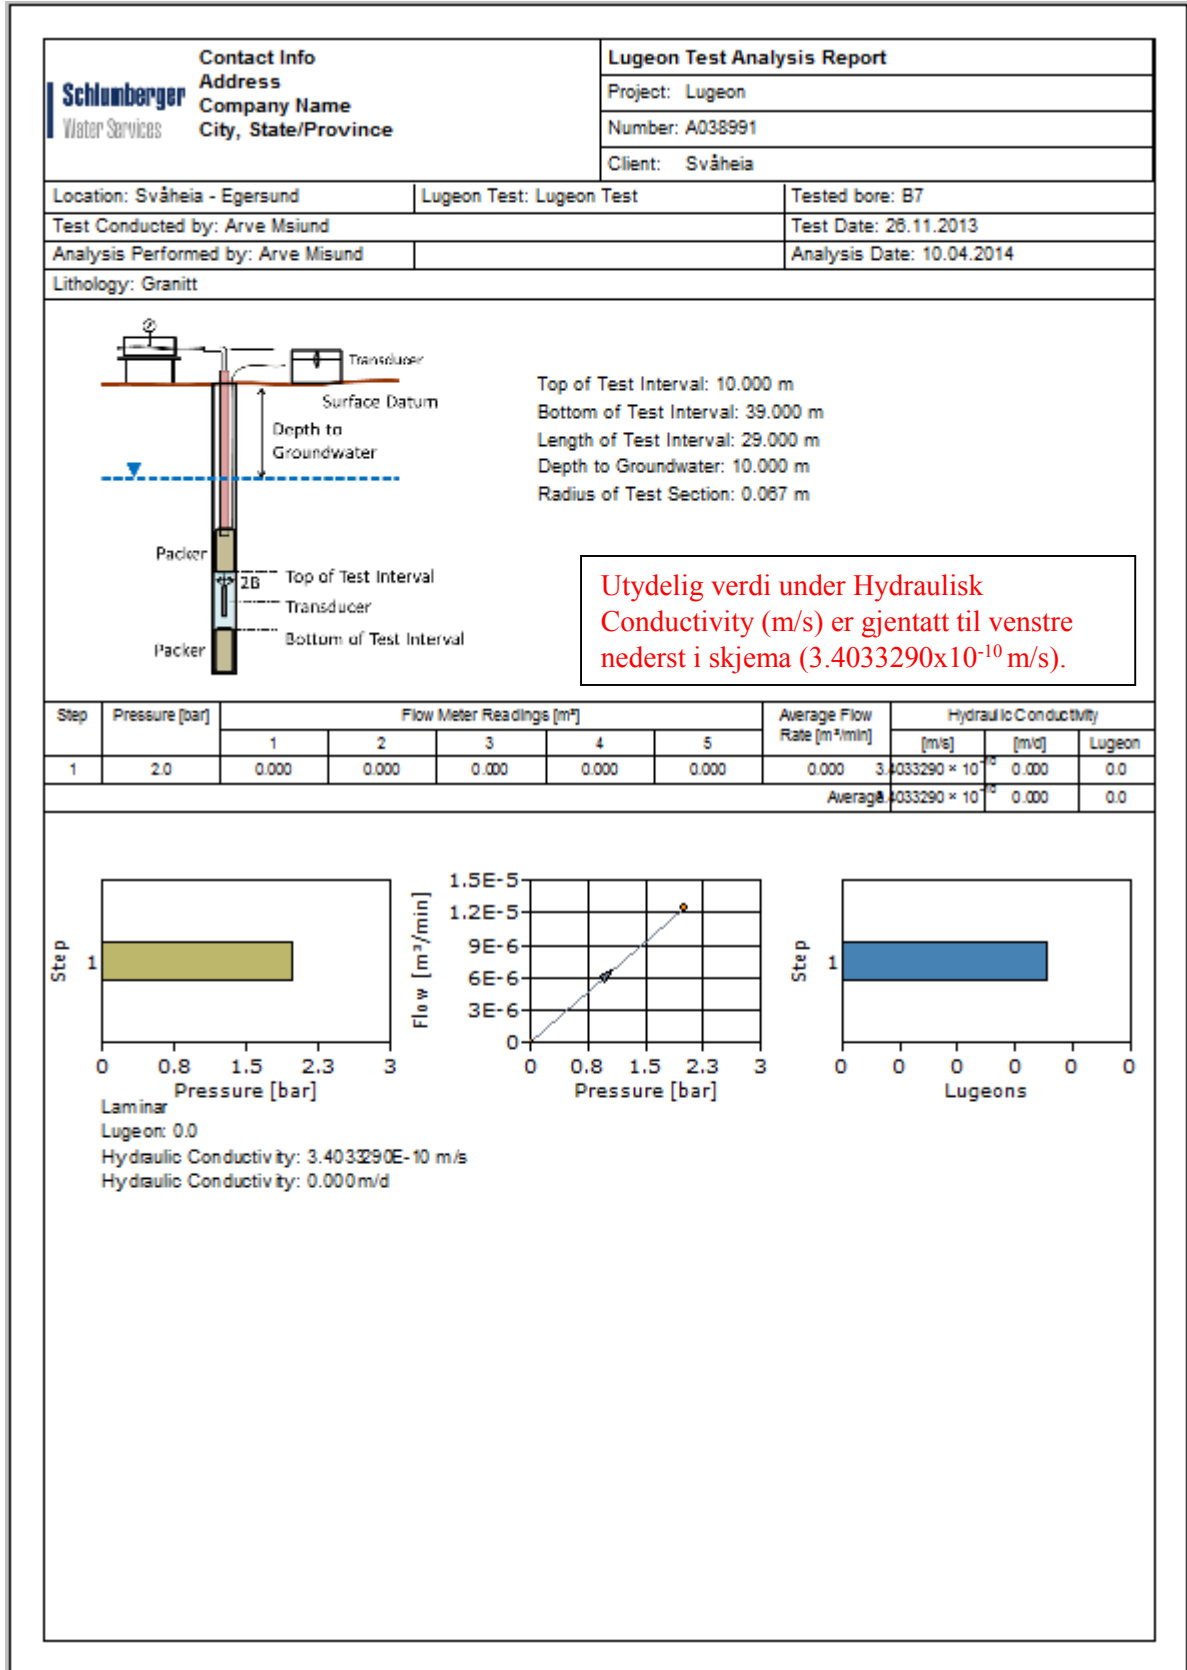 Contact Info
Address
Company Name
City, State/Province
Schlumberger
Water Services
Lugeon Test Analysis Report
Project: Lugeon
Number: A038991
Client: Svåheia
Location: Svåheia - Egersund
Lugeon Test: Lugeon Test
Tested bore: B7
Test Conducted by: Arve Msiund
Test Date: 26.11.2013
Analysis Performed by: Arve Misund
Analysis Date: 10.04.2014
Lithology: Granitt
Transducer
Surface Datum
Depth to
Groundwater
Packer
2B
Top of Test Interval
Transducer
Bottom of Test Interval
Packer
Top of Test Interval: 10.000 m
Bottom of Test Interval: 39.000 m
Length of Test Interval: 29.000 m
Depth to Groundwater: 10.000 m
Radius of Test Section: 0.067 m
Utydelig verdi under Hydraulisk
Conductivity (m/s) er gjentatt til venstre
nederst i skjema (3.4033290x10⁻¹⁰ m/s).
Step Pressure [bar] Flow Meter Readings [m³] Average Flow Hydraulic Conductivity
1 2 3 4 5 Rate [m³/min] [m/s] [m/d] Lugeon
1 2.0 0.000 0.000 0.000 0.000 0.000 0.000 3.4033290 × 10⁻¹⁰ 0.000 0.0
Average 3.4033290 × 10⁻¹⁰ 0.000 0.0
Step
1
0 0.8 1.5 2.3 3
Pressure [bar]
Flow [m³/min]
1.5E-5
1.2E-5
9E-6
6E-6
3E-6
0
0 0.8 1.5 2.3 3
Pressure [bar]
Step
1
0 0 0 0 0 0
Lugeons
Laminar
Lugeon: 0.0
Hydraulic Conductivity: 3.4033290E-10 m/s
Hydraulic Conductivity: 0.000 m/d